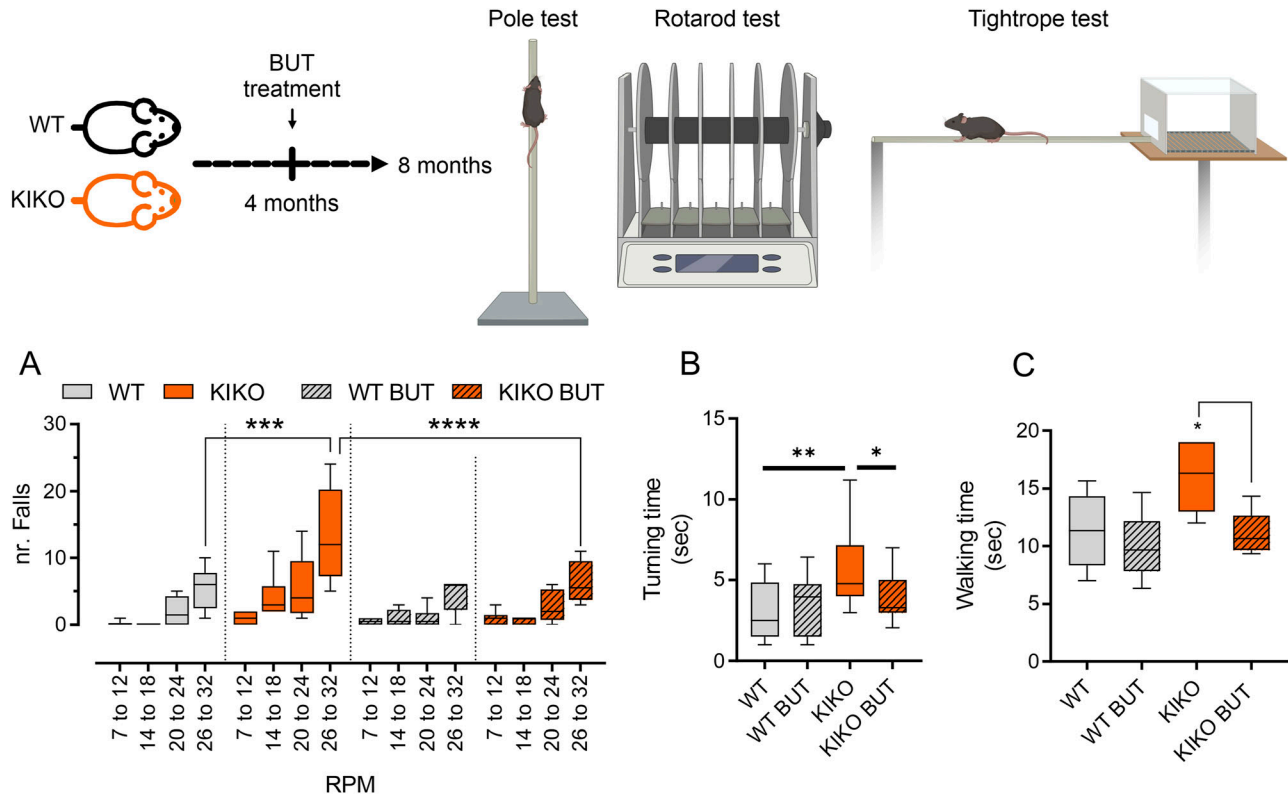 Pole test
Rotarod test
Tightrope test
BUT
treatment
WT
KIKO
4 months
8 months
A
WT
KIKO
WT BUT
KIKO BUT
nr. Falls
30
20
10
0
***
****
7 to 12
14 to 18
20 to 24
26 to 32
7 to 12
14 to 18
20 to 24
26 to 32
7 to 12
14 to 18
20 to 24
26 to 32
7 to 12
14 to 18
20 to 24
26 to 32
RPM
B
Turning time
(sec)
15
10
5
0
**
*
WT
WT BUT
KIKO
KIKO BUT
C
Walking time
(sec)
20
15
10
5
0
*
WT
WT BUT
KIKO
KIKO BUT